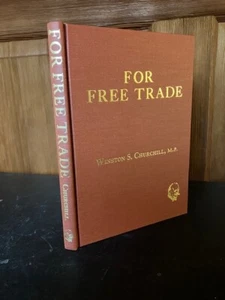 FOR FREE TRADE CHURCHILL
FOR
FREE TRADE
WINSTON S. CHURCHILL, M.P.